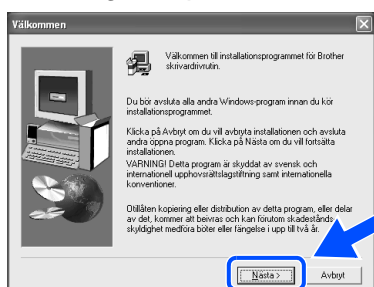 Välkommen
Välkommen till installationsprogrammet för Brother
skrivardrivrutin.
Du bör avsluta alla andra Windows-program innan du kör
installationsprogrammet.
Klicka på Avbryt om du vill avbryta installationen och avsluta
andra öppna program. Klicka på Nästa om du vill fortsätta
installationen.
VARNING! Detta program är skyddat av svensk och
internationell upphovsrättslagstiftning samt internationella
konventioner.
Otillåten kopiering eller distribution av detta program, eller delar
av det, kommer att beivras och kan förutom skadestånds
skyldighet medföra böter eller fängelse i upp till två år.
Nästa >
Avbryt